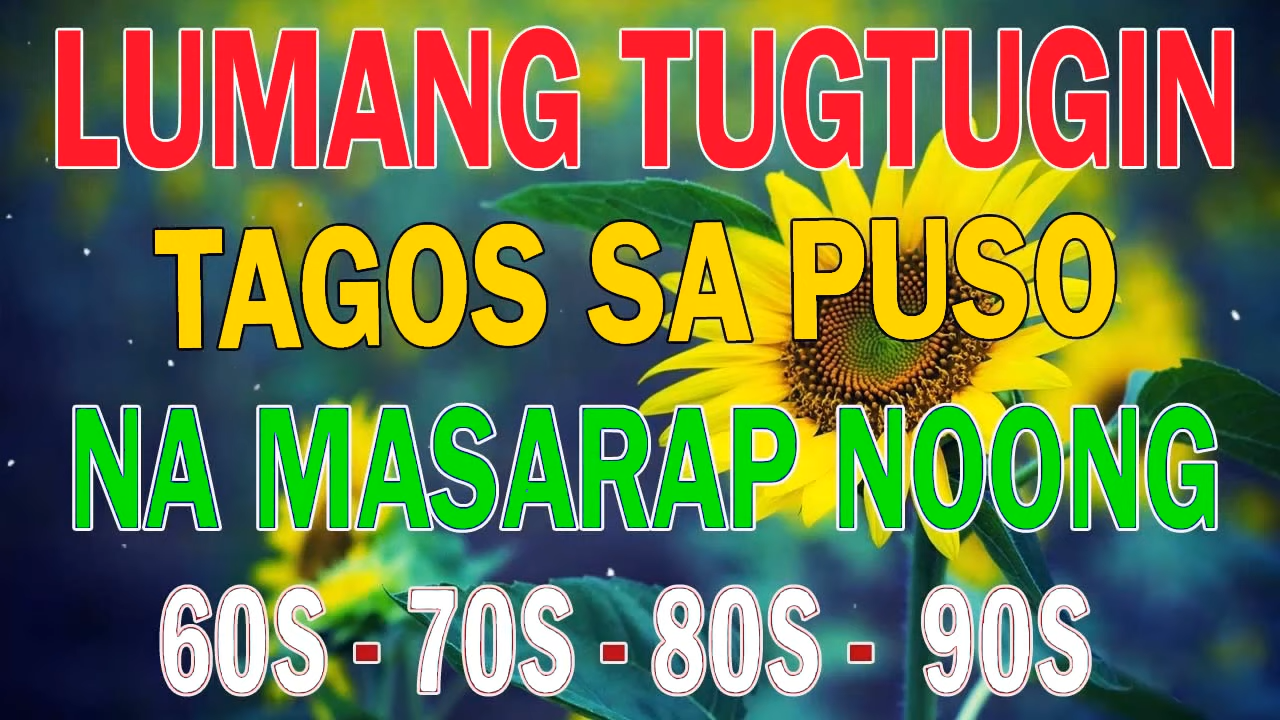 LUMANG TUGTUGIN
TAGOS SA PUSO
NA MASARAP NOONG
60S - 70S - 80S - 90S